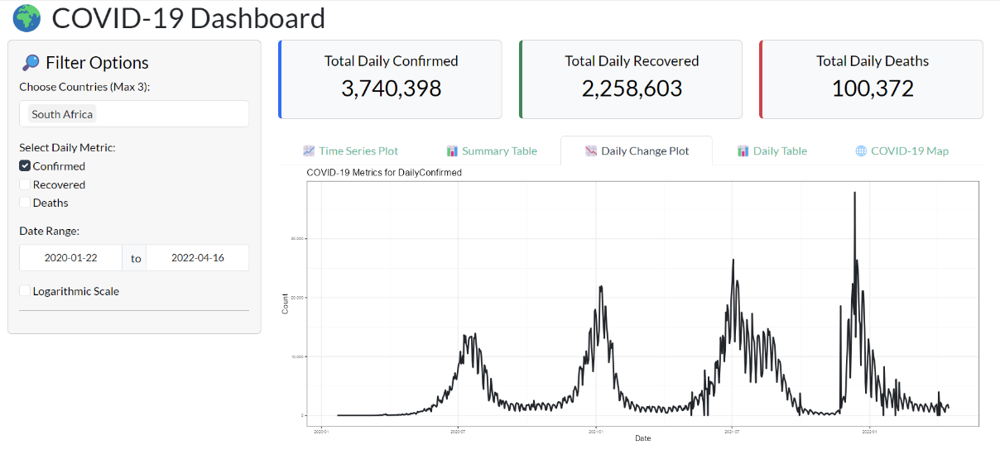 COVID-19 Dashboard
Filter Options
Choose Countries (Max 3):
South Africa
Select Daily Metric:
Confirmed
Recovered
Deaths
Date Range:
2020-01-22 to 2022-04-16
Logarithmic Scale
Total Daily Confirmed
3,740,398
Total Daily Recovered
2,258,603
Total Daily Deaths
100,372
Time Series Plot Summary Table Daily Change Plot Daily Table COVID-19 Map
COVID-19 Metrics for DailyConfirmed
Count
30,000
20,000
10,000
0
2020-01 2020-07 2021-01 2021-07 2022-01
Date